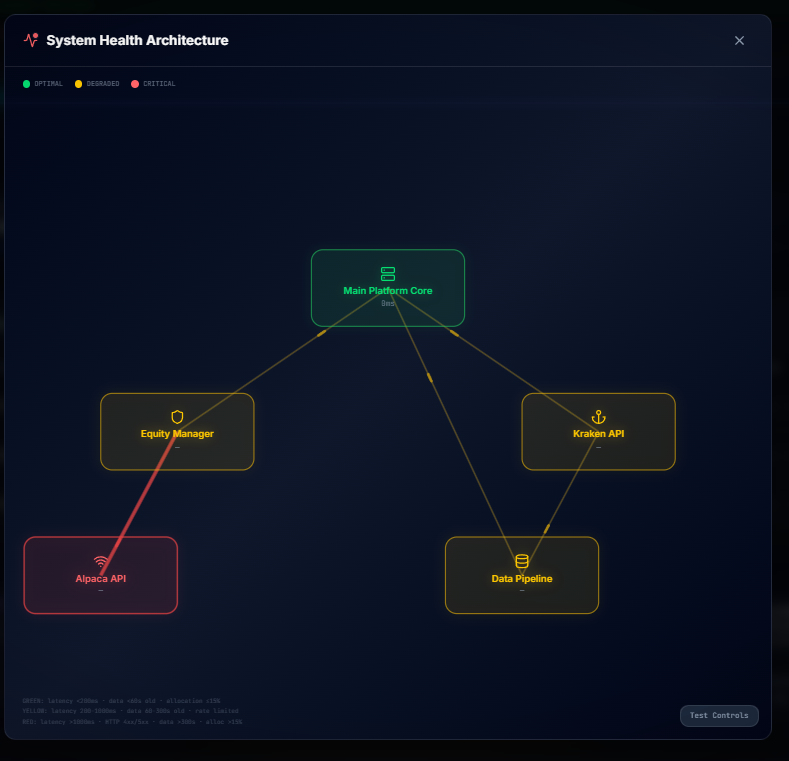 System Health Architecture
OPTIMAL DEGRADED CRITICAL
Main Platform Core
8ms
Equity Manager
—
Kraken API
—
Alpaca API
—
Data Pipeline
—
GREEN: latency <200ms · data <60s old · allocation <15%
YELLOW: latency 200-1000ms · data 60-300s old · rate limited
RED: latency >1000ms · HTTP 4xx/5xx · data >300s · alloc >15%
Test Controls